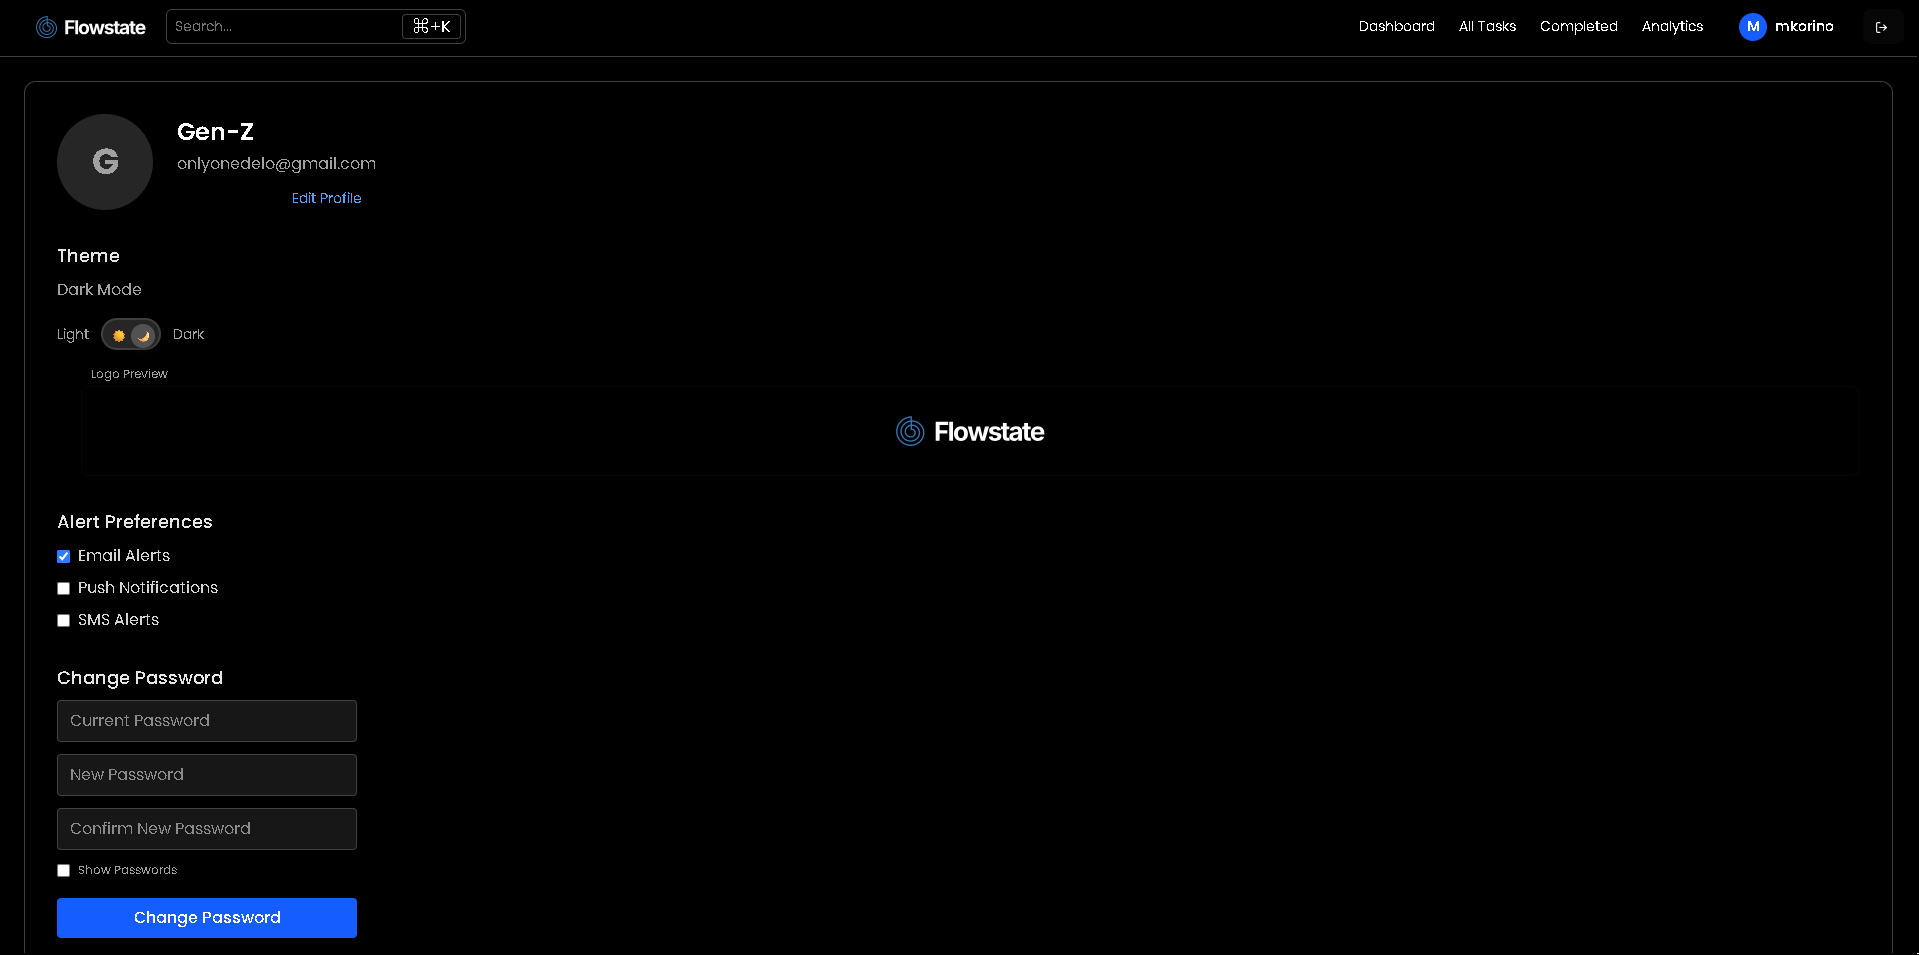 Flowstate
Search...
⌘+K
Dashboard
All Tasks
Completed
Analytics
M
mkorino
G
Gen-Z
onlyonedelo@gmail.com
Edit Profile
Theme
Dark Mode
Light
Dark
Logo Preview
Flowstate
Alert Preferences
Email Alerts
Push Notifications
SMS Alerts
Change Password
Current Password
New Password
Confirm New Password
Show Passwords
Change Password